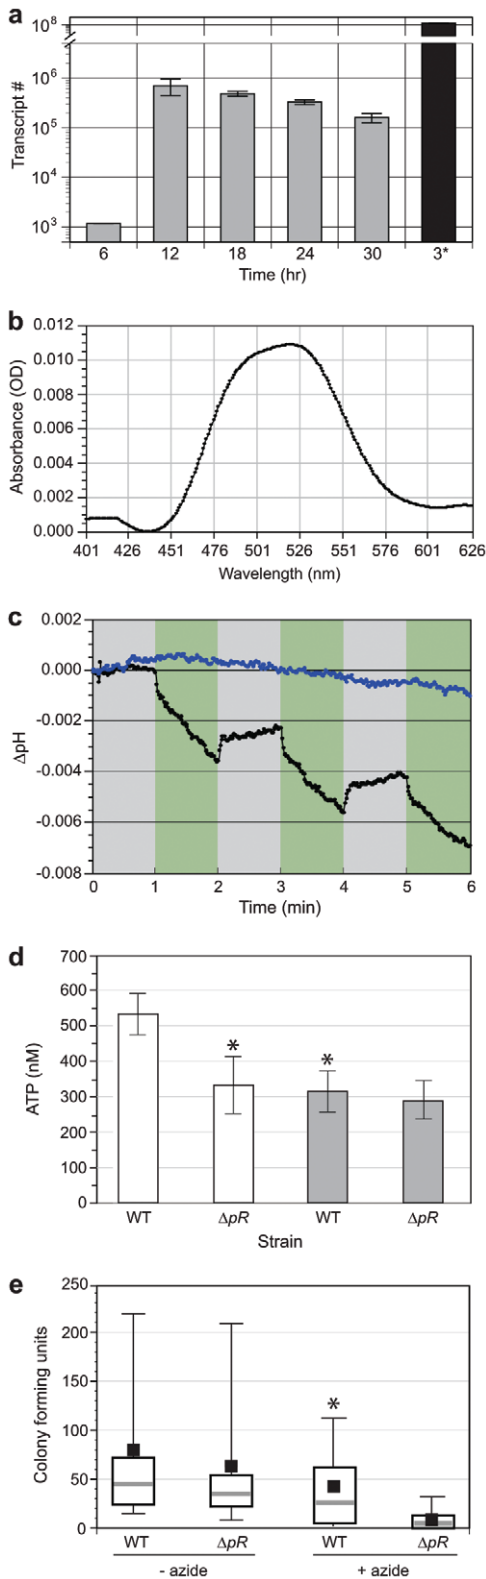 a
Transcript #
10⁸
10⁶
10⁵
10⁴
10³
6 12 18 24 30 3*
Time (hr)
b
Absorbance (OD)
0.012
0.010
0.008
0.006
0.004
0.002
0.000
401 426 451 476 501 526 551 576 601 626
Wavelength (nm)
c
ΔpH
0.002
0.000
-0.002
-0.004
-0.006
-0.008
0 1 2 3 4 5 6
Time (min)
d
ATP (nM)
700
600
500
400
300
200
100
0
* *
WT ΔpR WT ΔpR
Strain
e
Colony forming units
250
200
150
100
50
0
*
WT ΔpR WT ΔpR
- azide + azide